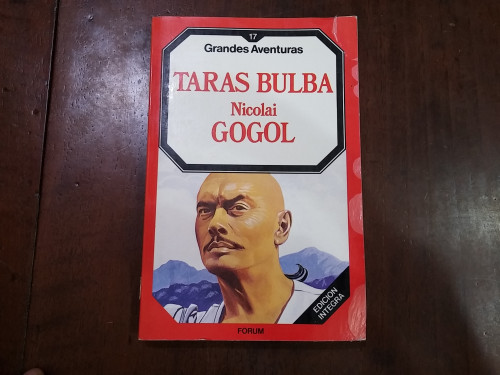 17
Grandes Aventuras
TARAS BULBA
Nicolai
GOGOL
EDICION
INTEGRA
FORUM